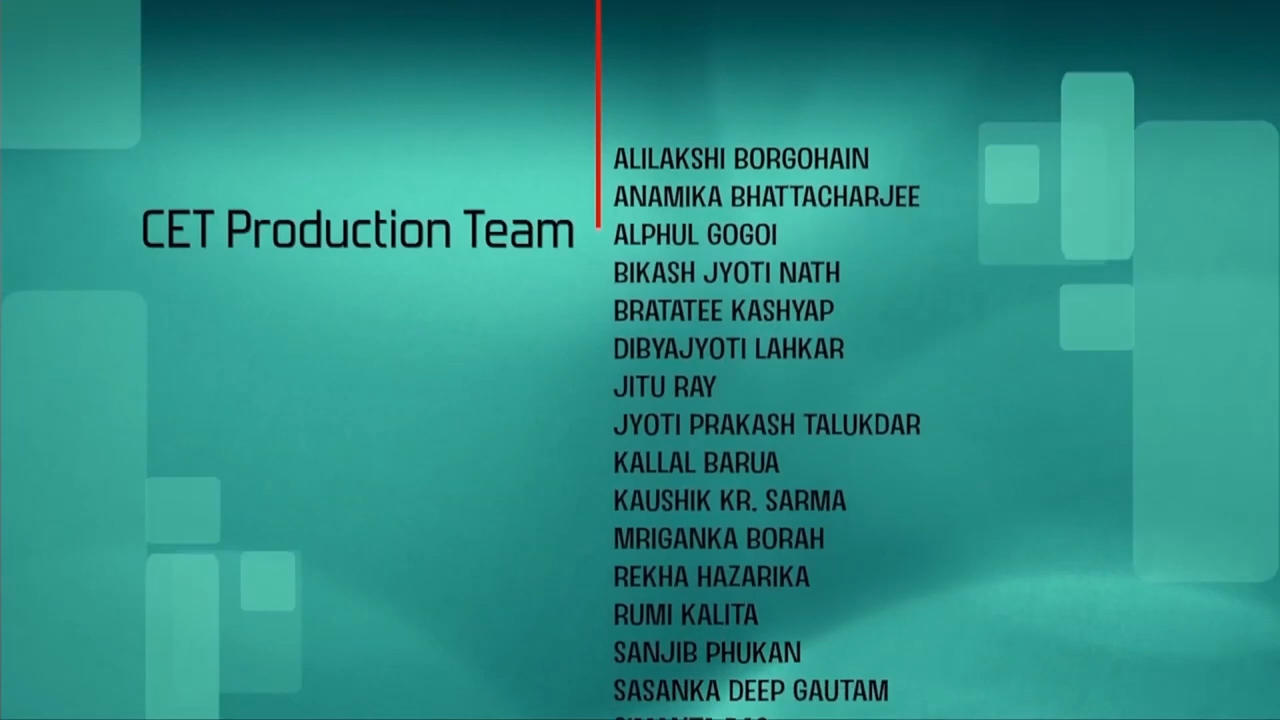 CET Production Team
ALILAKSHI BORGOHAIN
ANAMIKA BHATTACHARJEE
ALPHUL GOGOI
BIKASH JYOTI NATH
BRATATEE KASHYAP
DIBYAJYOTI LAHKAR
JITU RAY
JYOTI PRAKASH TALUKDAR
KALLAL BARUA
KAUSHIK KR. SARMA
MRIGANKA BORAH
REKHA HAZARIKA
RUMI KALITA
SANJIB PHUKAN
SASANKA DEEP GAUTAM